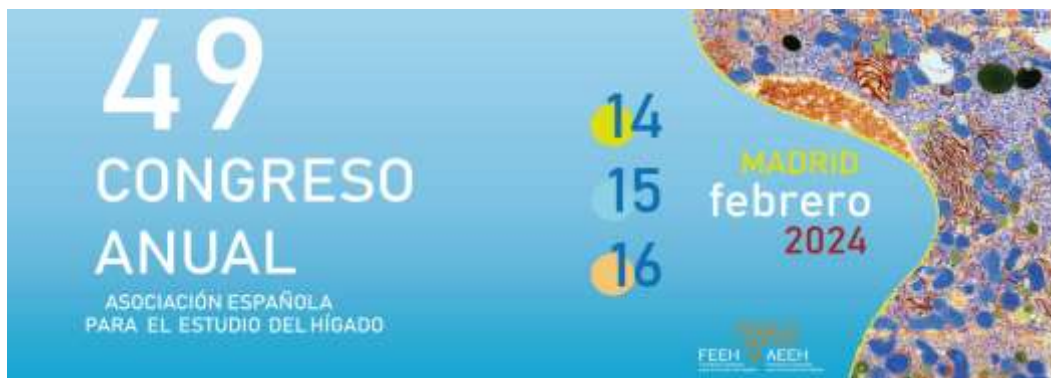 49
CONGRESO
ANUAL
ASOCIACIÓN ESPAÑOLA
PARA EL ESTUDIO DEL HÍGADO
14
15
16
MADRID
febrero
2024
FEEH AEEH